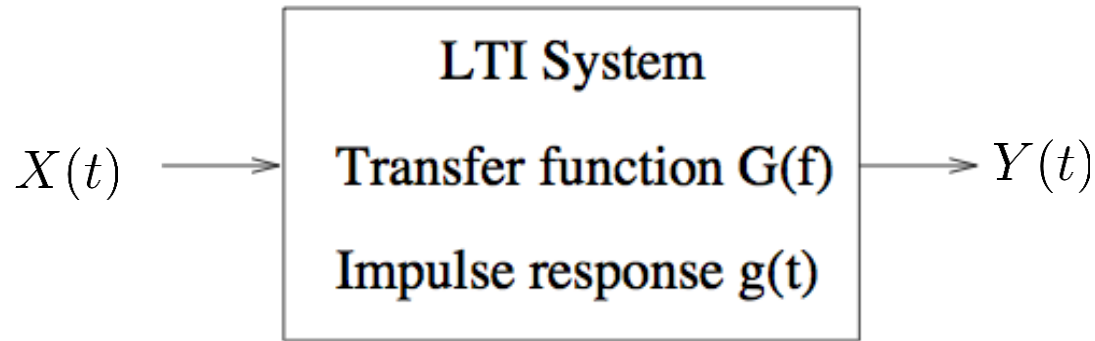 LTI System
X(t)
Transfer function G(f)
Y(t)
Impulse response g(t)